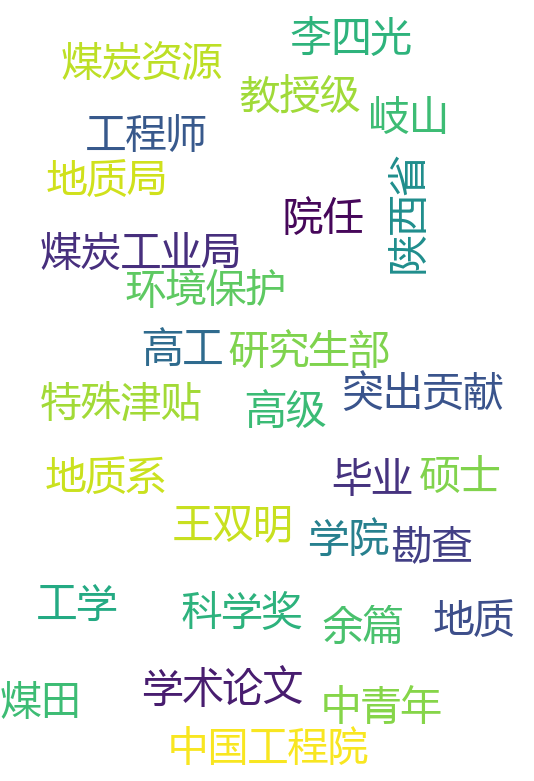 李四光
煤炭资源
教授级
岐山
工程师
地质局
陕西省
院任
煤炭工业局
环境保护
高工
研究生部
突出贡献
特殊津贴
高级
地质系
毕业
硕士
王双明
学院
勘查
工学
科学奖
余篇
地质
煤田
学术论文
中青年
中国工程院